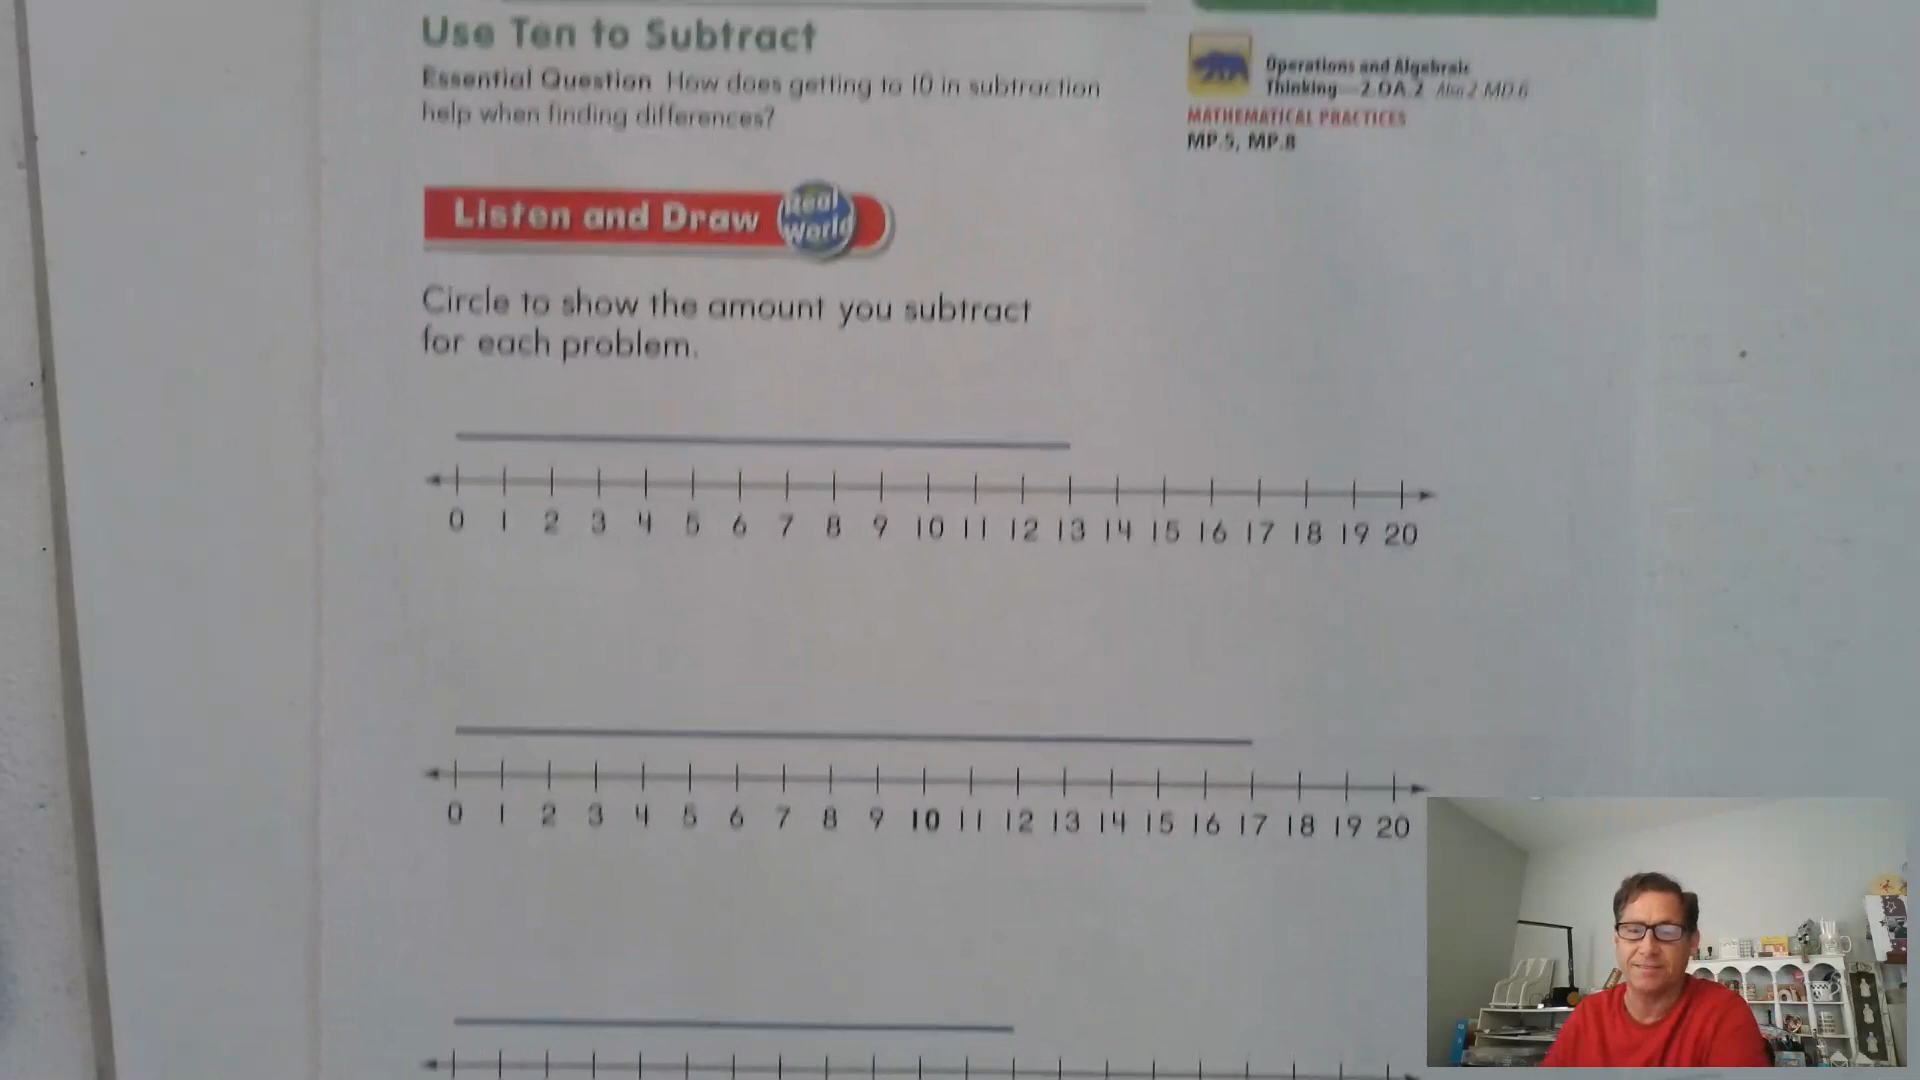 Use Ten to Subtract
Essential Question How does getting to 10 in subtraction
help when finding differences?
Operations and Algebraic
Thinking—2.OA.2 Also 2.MD.6
MATHEMATICAL PRACTICES
MP.5, MP.8
Listen and Draw Real World
Circle to show the amount you subtract
for each problem.
0 1 2 3 4 5 6 7 8 9 10 11 12 13 14 15 16 17 18 19 20
0 1 2 3 4 5 6 7 8 9 10 11 12 13 14 15 16 17 18 19 20